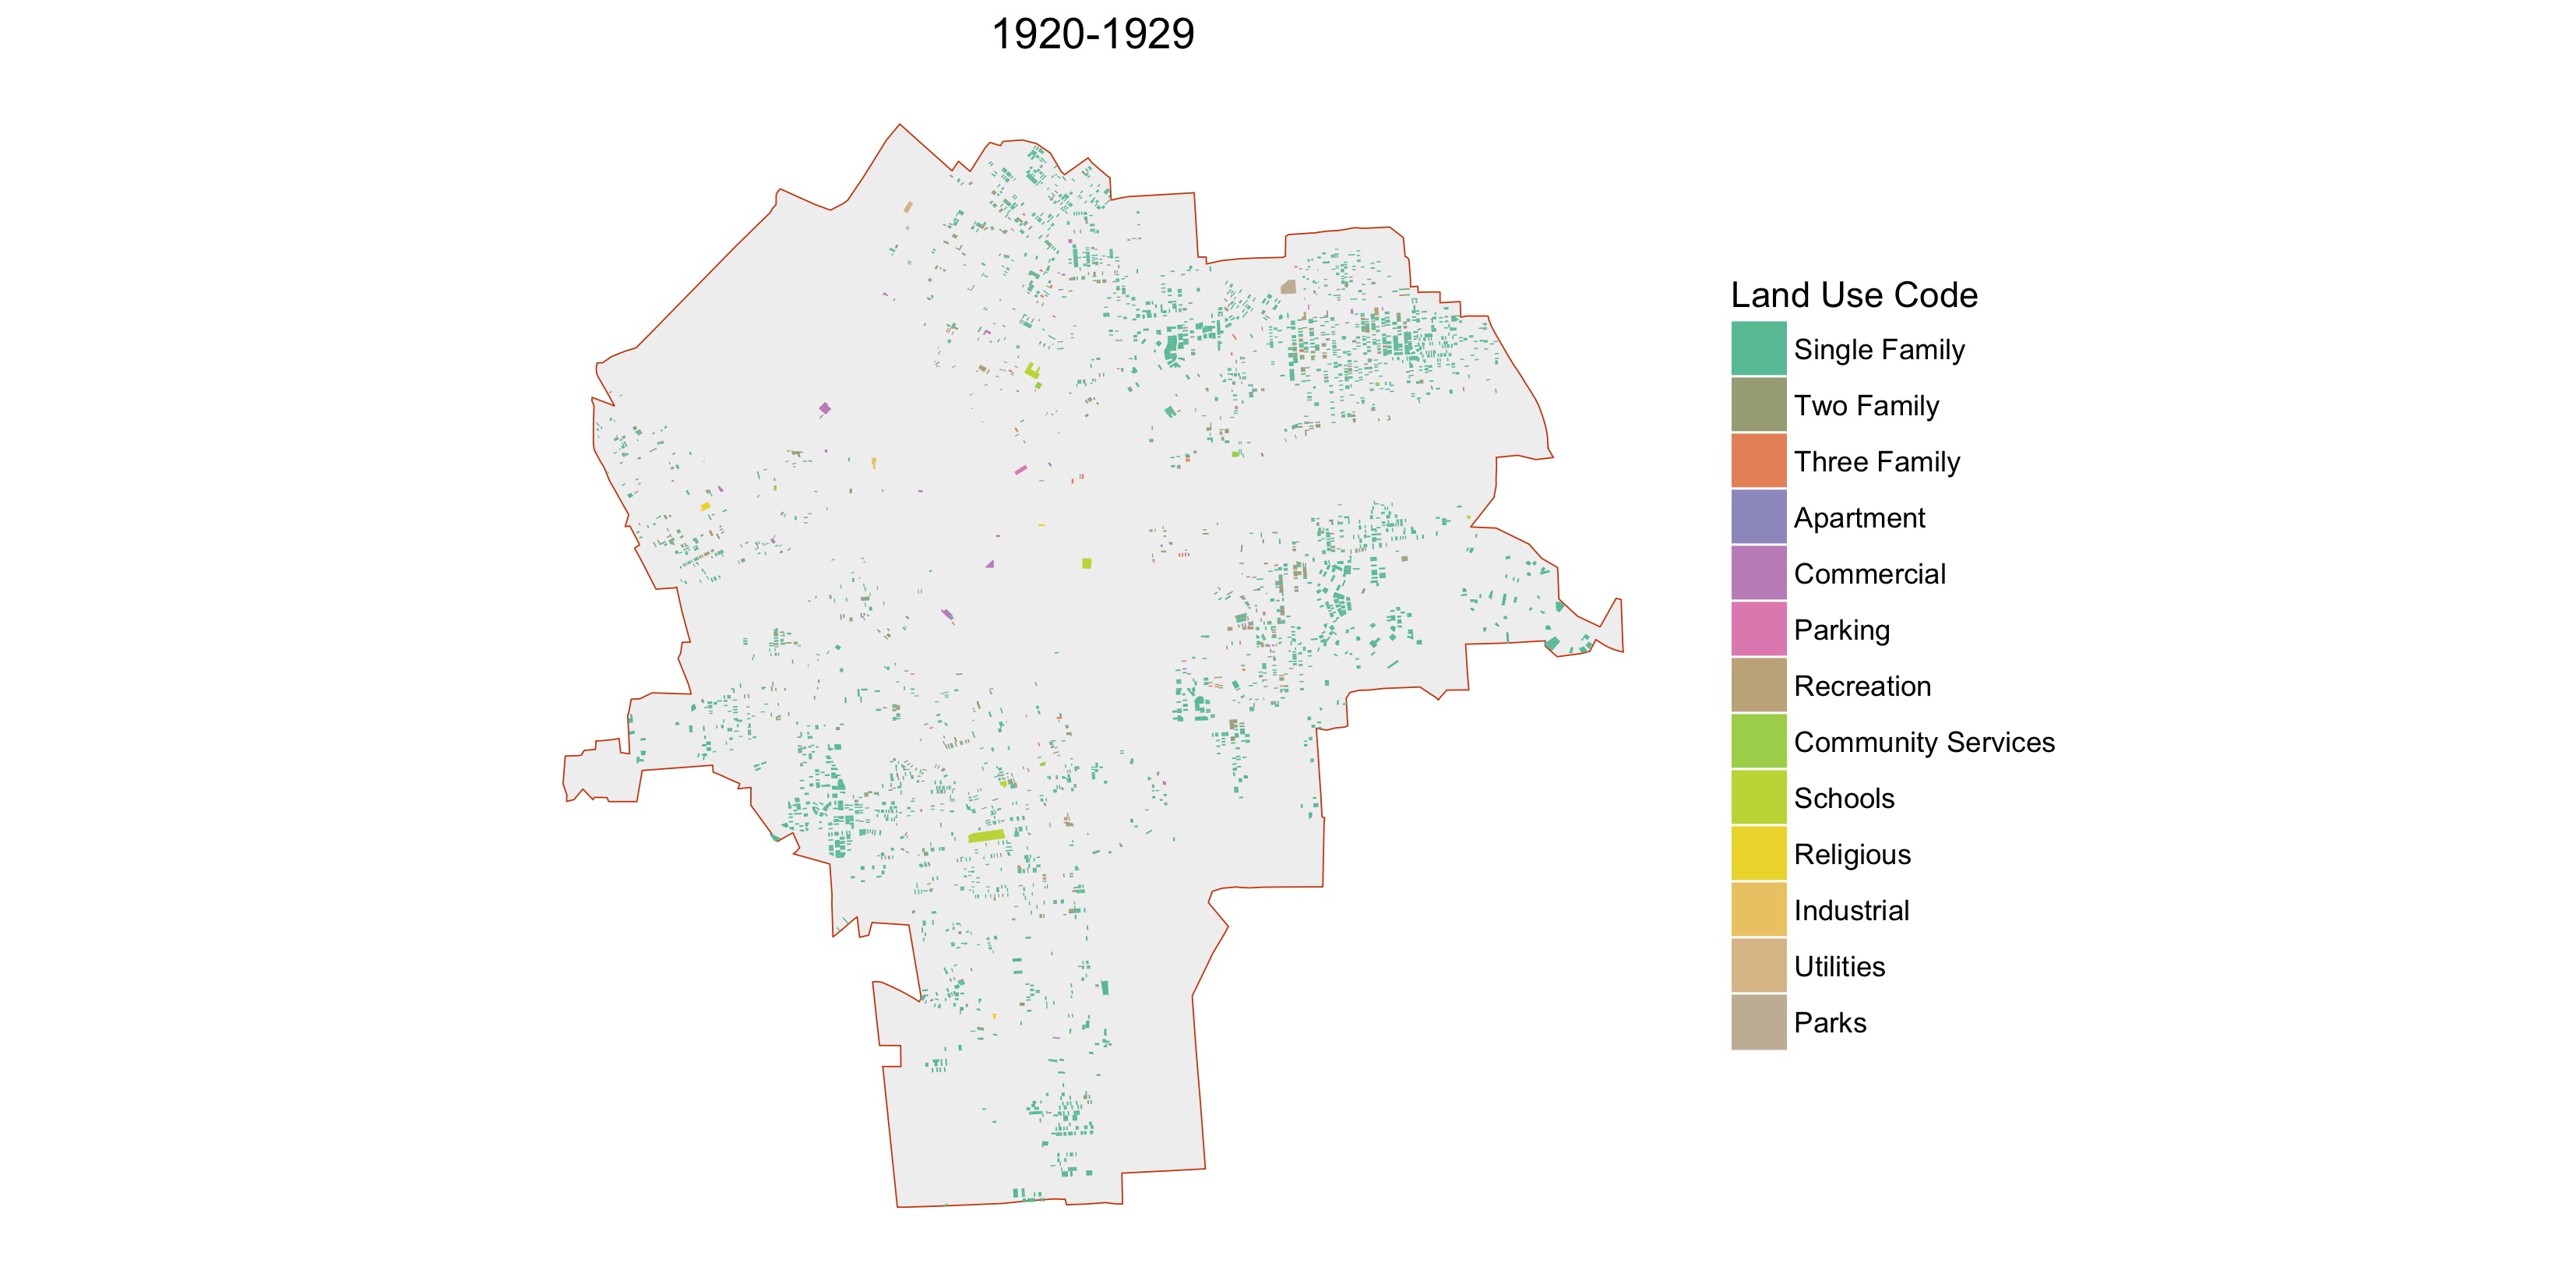 1920-1929
Land Use Code
Single Family
Two Family
Three Family
Apartment
Commercial
Parking
Recreation
Community Services
Schools
Religious
Industrial
Utilities
Parks